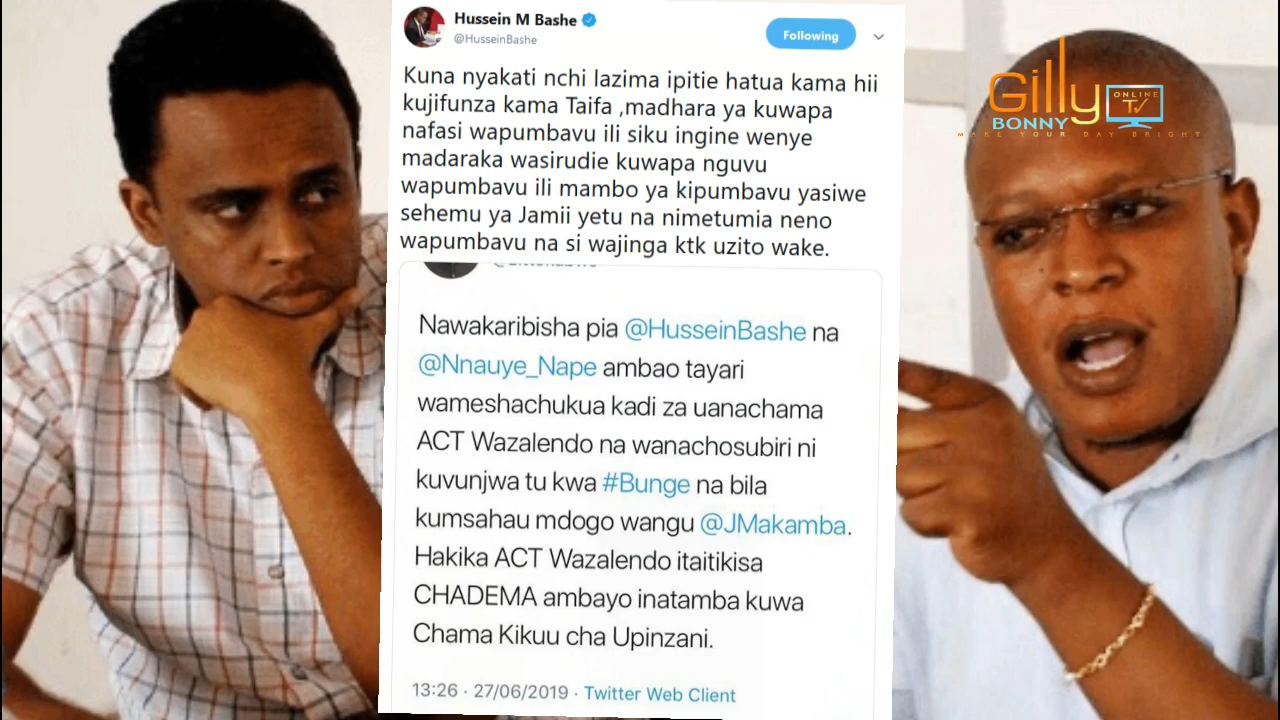 Hussein M Bashe
@HusseinBashe
Following
Kuna nyakati nchi lazima ipitie hatua kama hii
kujifunza kama Taifa ,madhara ya kuwapa
nafasi wapumbavu ili siku ingine wenye
madaraka wasirudie kuwapa nguvu
wapumbavu ili mambo ya kipumbavu yasiwe
sehemu ya Jamii yetu na nimetumia neno
wapumbavu na si wajinga ktk uzito wake.
Nawakaribisha pia @HusseinBashe na
@Nnauye_Nape ambao tayari
wameshachukua kadi za uanachama
ACT Wazalendo na wanachosubiri ni
kuvunjwa tu kwa #Bunge na bila
kumsahau mdogo wangu @JMakamba.
Hakika ACT Wazalendo itaitikisa
CHADEMA ambayo inatamba kuwa
Chama Kikuu cha Upinzani.
13:26 · 27/06/2019 · Twitter Web Client
Gilly
BONNY
ONLINE
TV
MAKE YOUR DAY BRIGHT